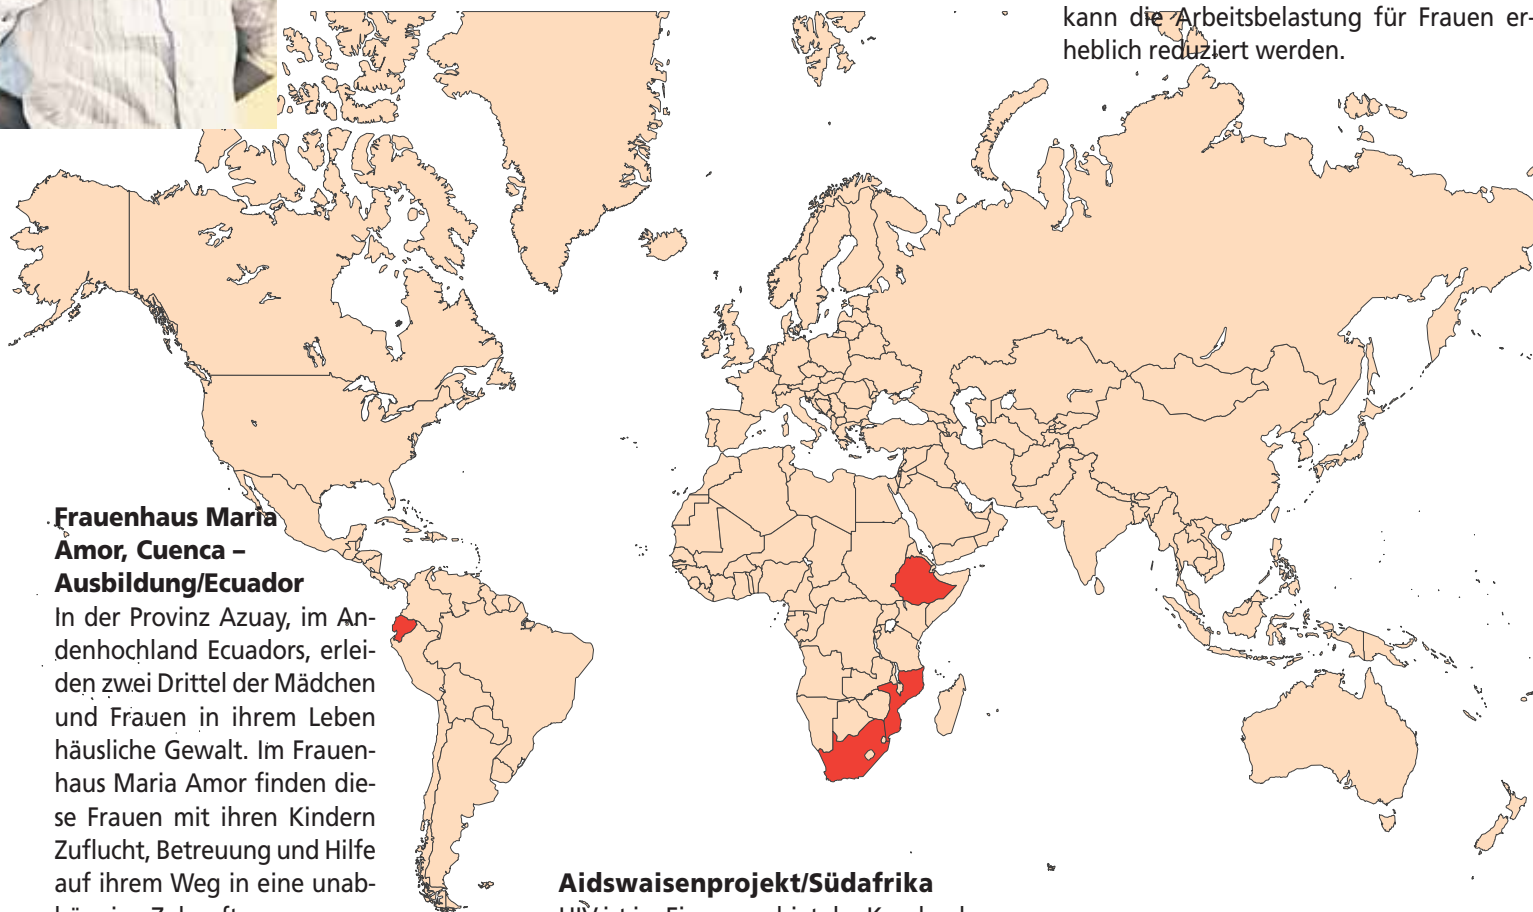 kann die Arbeitsbelastung für Frauen er-
heblich reduziert werden.
Frauenhaus Maria
Amor, Cuenca –
Ausbildung/Ecuador
In der Provinz Azuay, im An-
denhochland Ecuadors, erlei-
den zwei Drittel der Mädchen
und Frauen in ihrem Leben
häusliche Gewalt. Im Frauen-
haus Maria Amor finden die-
se Frauen mit ihren Kindern
Zuflucht, Betreuung und Hilfe
auf ihrem Weg in eine unab-
Aidswaisenprojekt/Südafrika